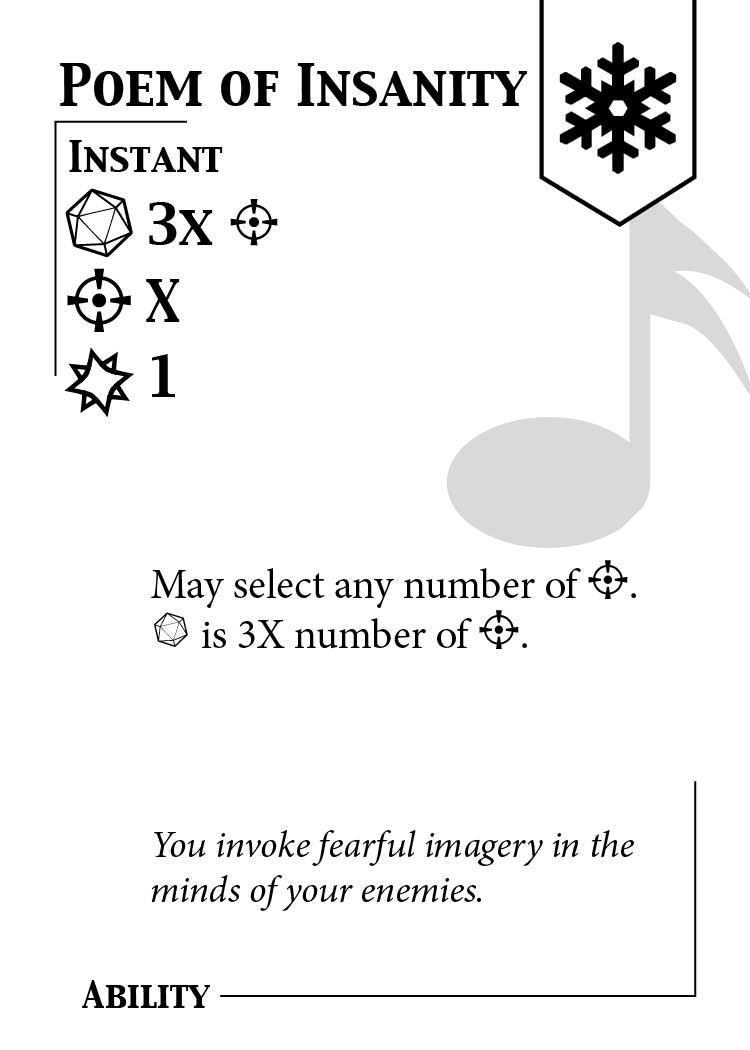 Poem of Insanity
Instant
3x
X
1
May select any number of .
is 3X number of .
You invoke fearful imagery in the
minds of your enemies.
Ability